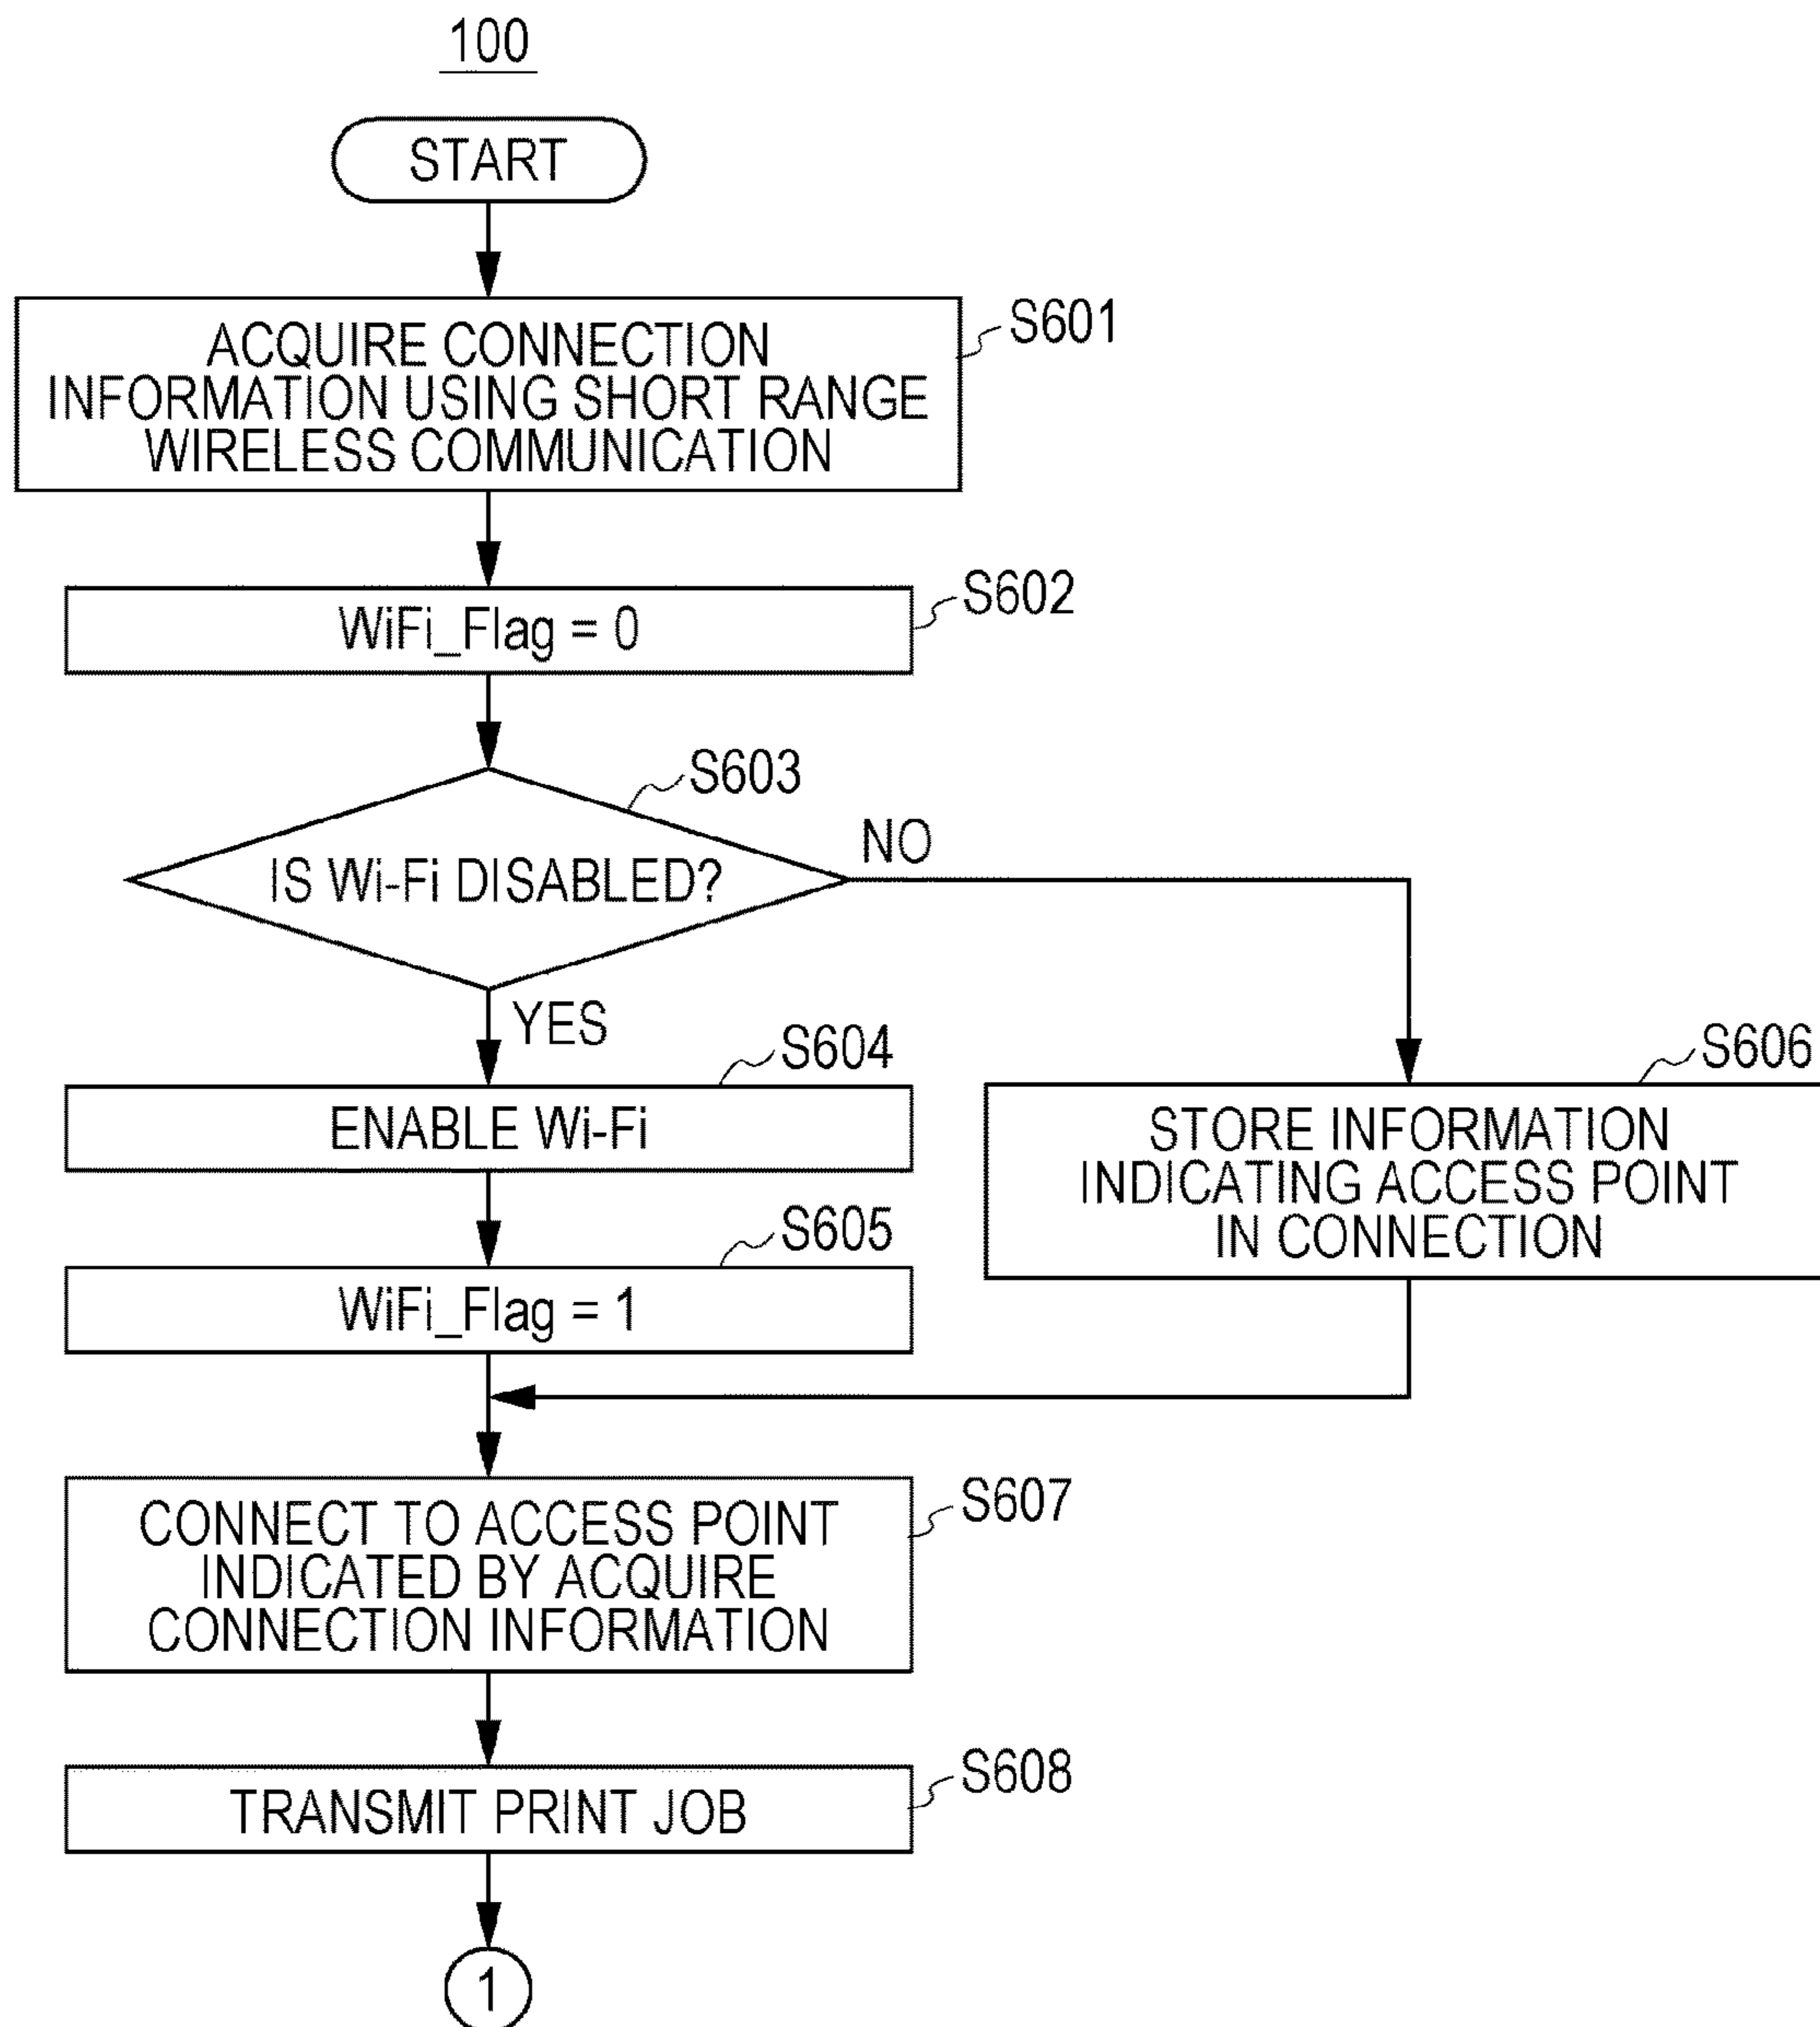 100
START
ACQUIRE CONNECTION
INFORMATION USING SHORT RANGE
WIRELESS COMMUNICATION
S601
WiFi_Flag = 0
S602
IS Wi-Fi DISABLED?
S603
NO
YES
ENABLE Wi-Fi
S604
STORE INFORMATION
INDICATING ACCESS POINT
IN CONNECTION
S606
WiFi_Flag = 1
S605
CONNECT TO ACCESS POINT
INDICATED BY ACQUIRE
CONNECTION INFORMATION
S607
TRANSMIT PRINT JOB
S608
1